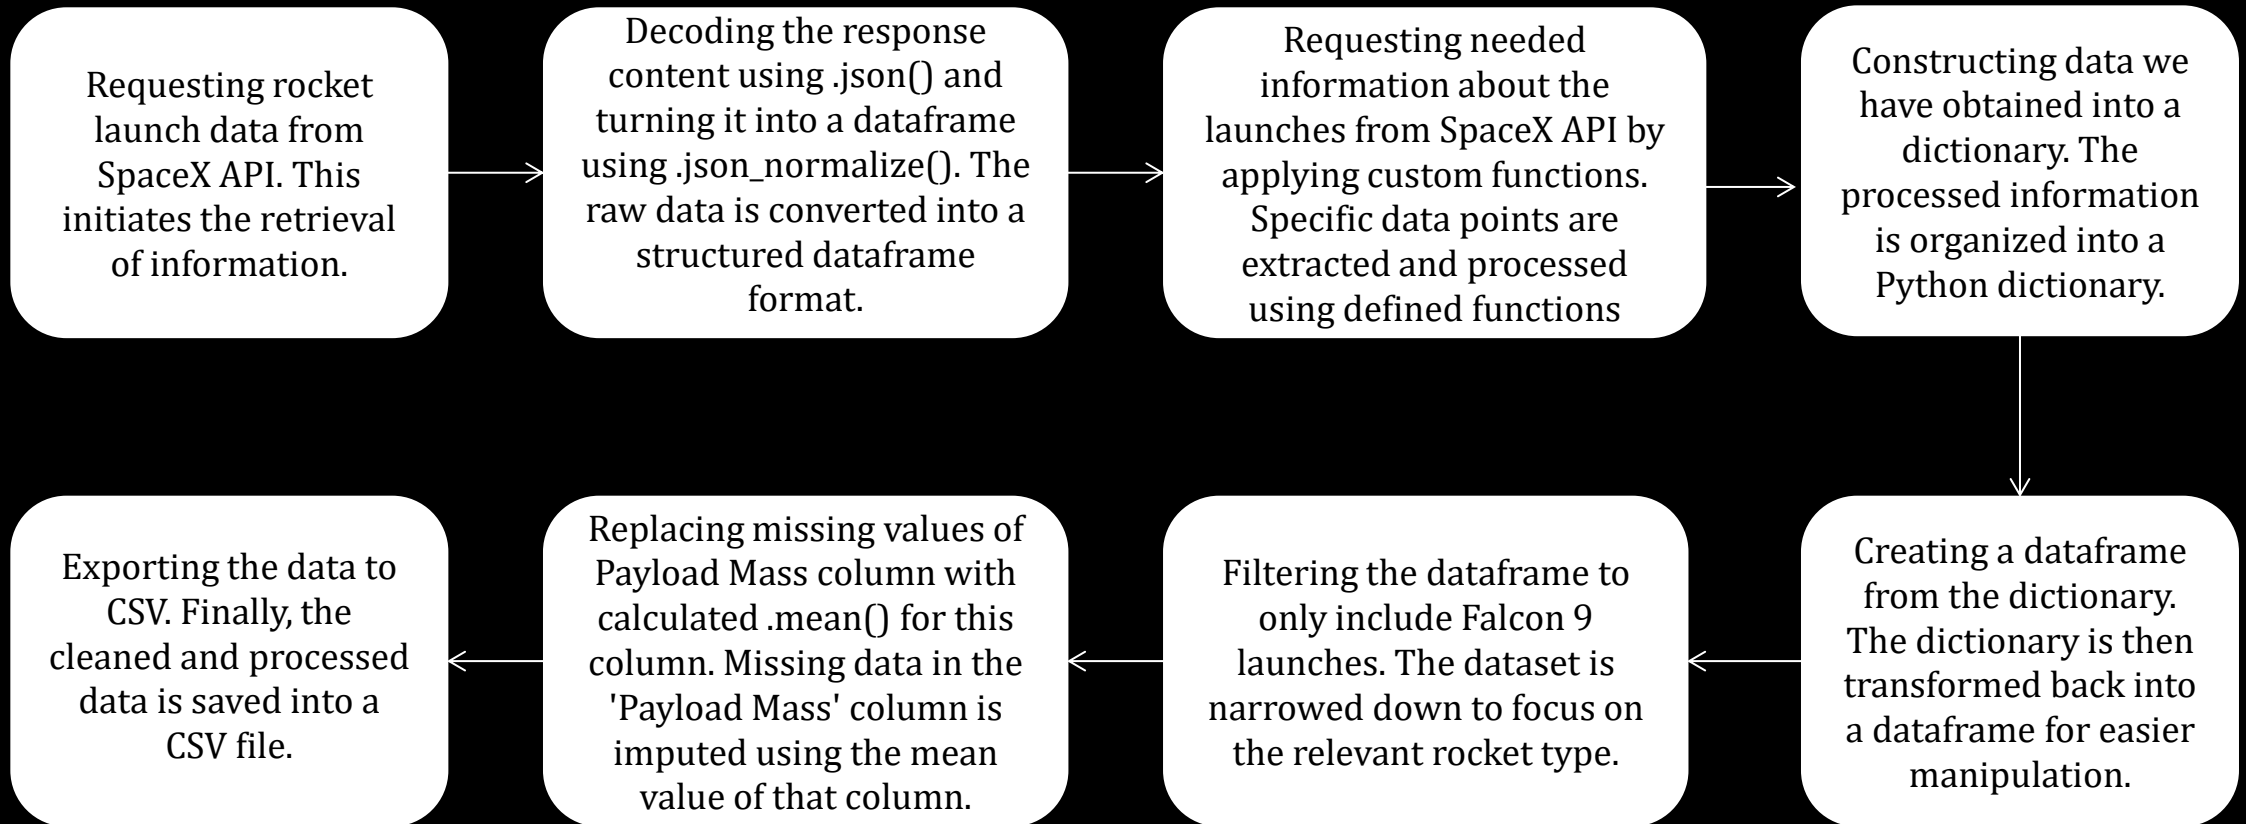 Requesting rocket
launch data from
SpaceX API. This
initiates the retrieval
of information.
Decoding the response
content using .json() and
turning it into a dataframe
using .json_normalize(). The
raw data is converted into a
structured dataframe
format.
Requesting needed
information about the
launches from SpaceX API by
applying custom functions.
Specific data points are
extracted and processed
using defined functions
Constructing data we
have obtained into a
dictionary. The
processed information
is organized into a
Python dictionary.
Creating a dataframe
from the dictionary.
The dictionary is then
transformed back into
a dataframe for easier
manipulation.
Filtering the dataframe to
only include Falcon 9
launches. The dataset is
narrowed down to focus on
the relevant rocket type.
Replacing missing values of
Payload Mass column with
calculated .mean() for this
column. Missing data in the
'Payload Mass' column is
imputed using the mean
value of that column.
Exporting the data to
CSV. Finally, the
cleaned and processed
data is saved into a
CSV file.